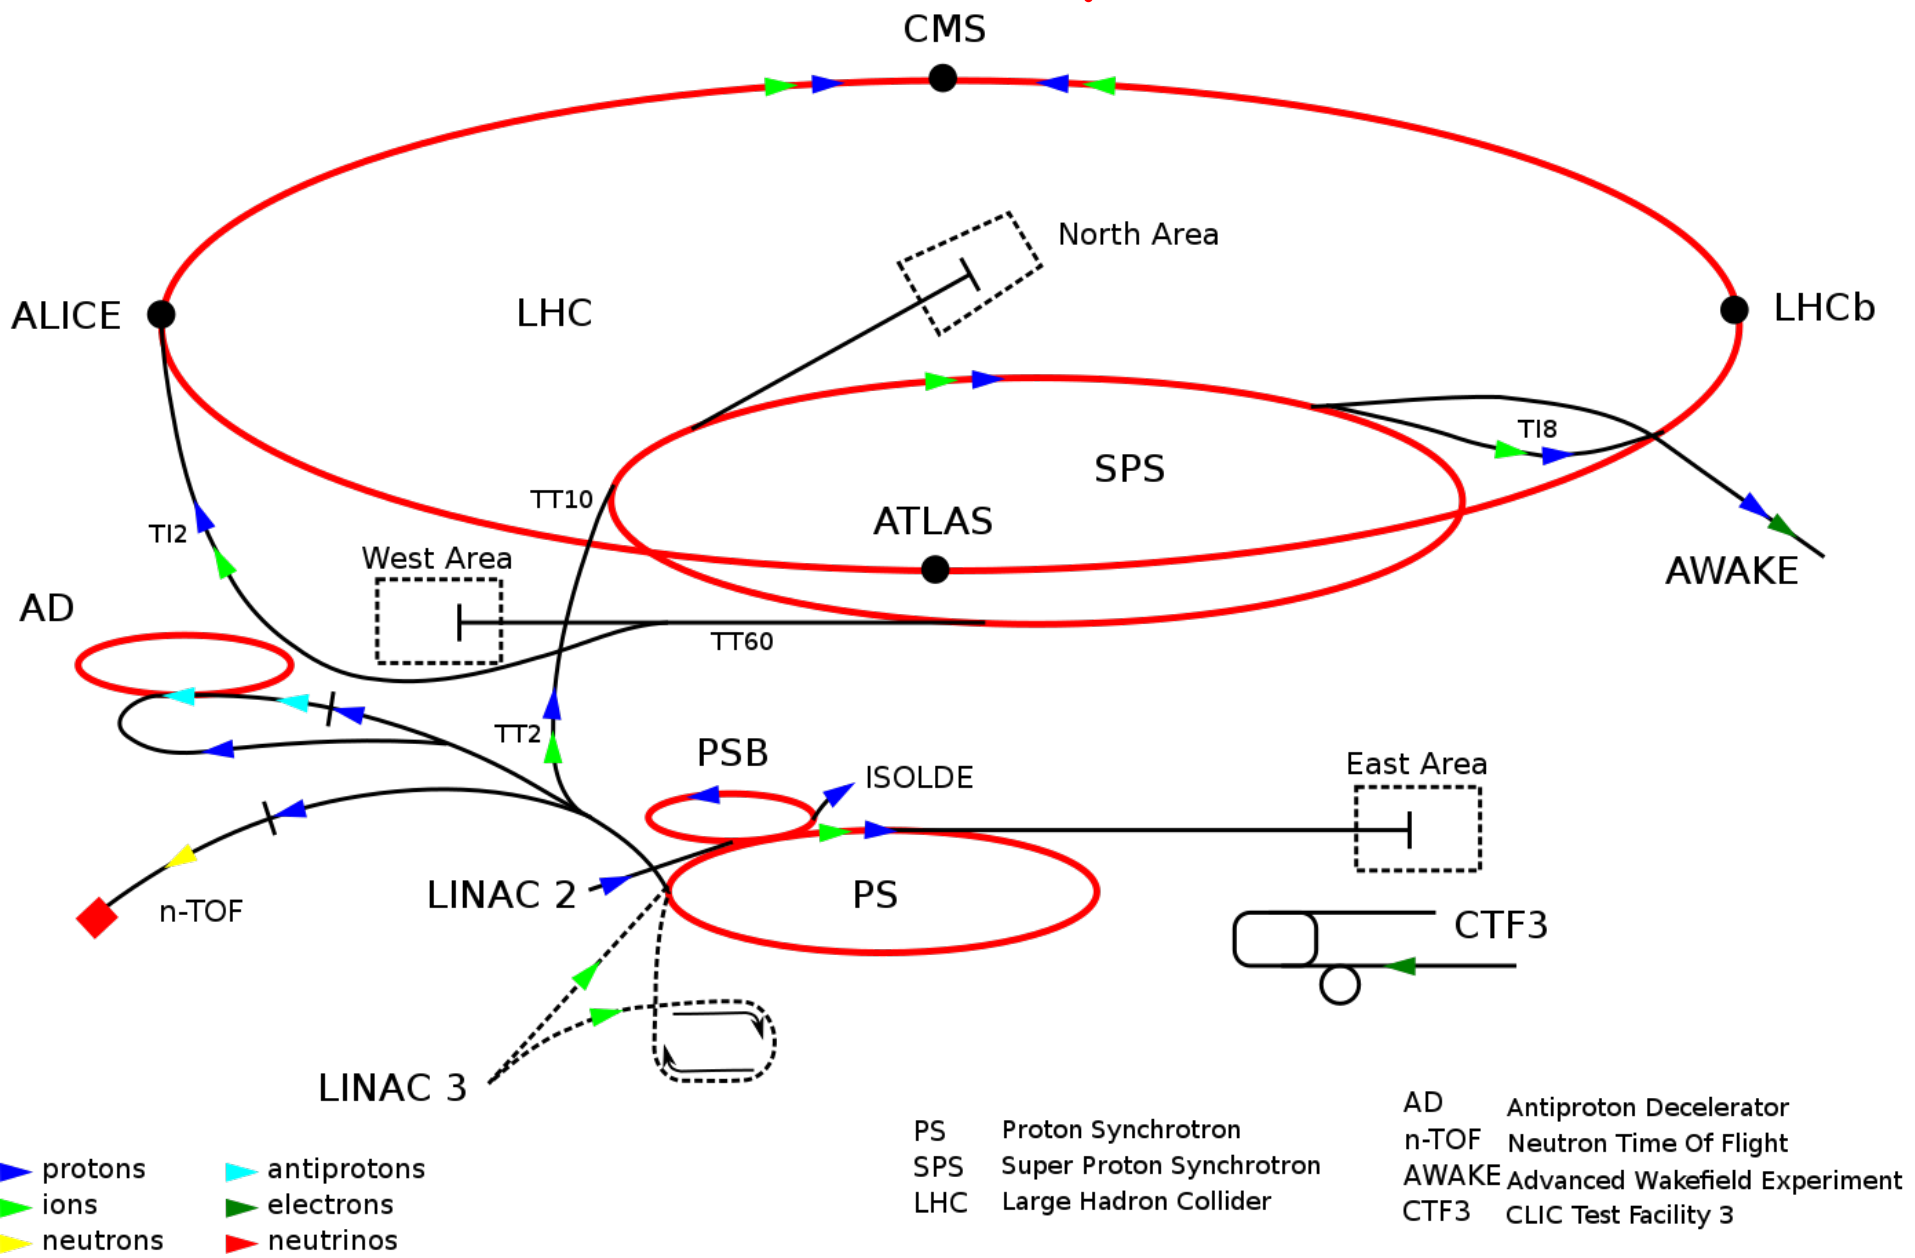 CMS
North Area
ALICE
LHC
LHCb
TI8
SPS
TT10
ATLAS
TI2
West Area
AWAKE
AD
TT60
TT2
PSB
ISOLDE
East Area
LINAC 2
PS
n-TOF
CTF3
LINAC 3
protons
ions
neutrons
antiprotons
electrons
neutrinos
PS Proton Synchrotron
SPS Super Proton Synchrotron
LHC Large Hadron Collider
AD Antiproton Decelerator
n-TOF Neutron Time Of Flight
AWAKE Advanced Wakefield Experiment
CTF3 CLIC Test Facility 3